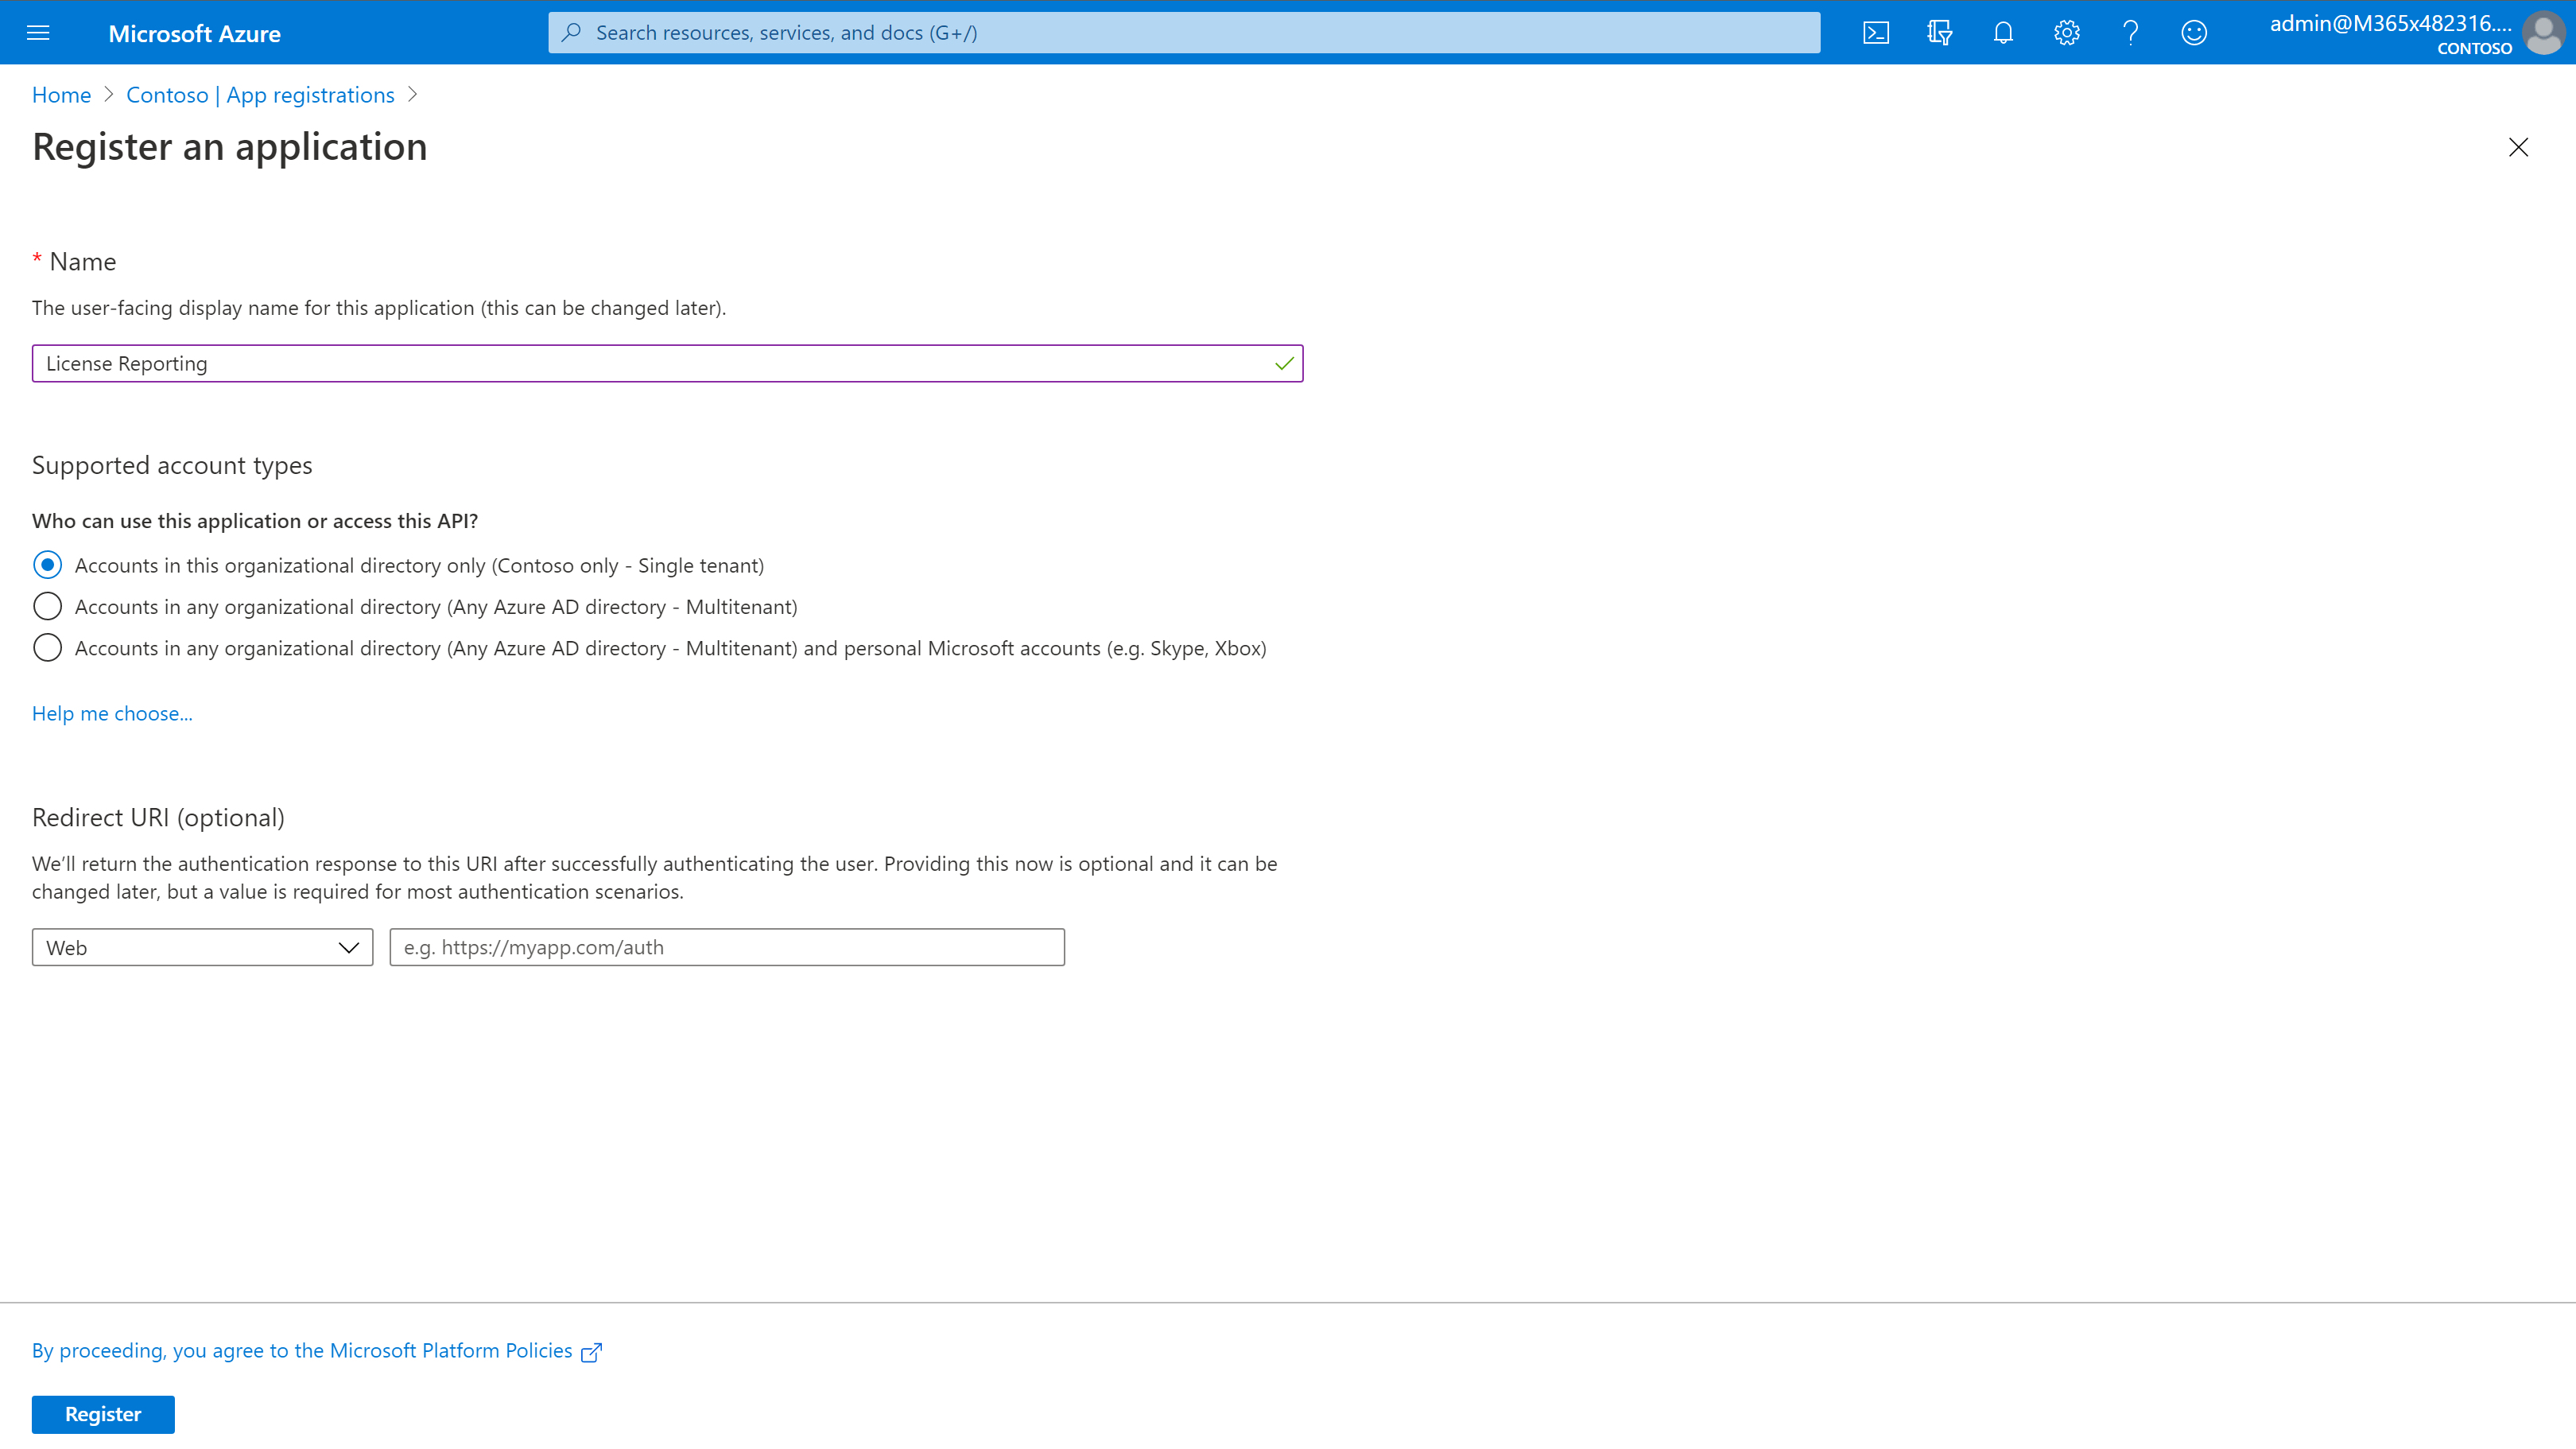 Microsoft Azure
Search resources, services, and docs (G+/)
admin@M365x482316....
CONTOSO
Home > Contoso | App registrations >
Register an application
* Name
The user-facing display name for this application (this can be changed later).
License Reporting
Supported account types
Who can use this application or access this API?
Accounts in this organizational directory only (Contoso only - Single tenant)
Accounts in any organizational directory (Any Azure AD directory - Multitenant)
Accounts in any organizational directory (Any Azure AD directory - Multitenant) and personal Microsoft accounts (e.g. Skype, Xbox)
Help me choose...
Redirect URI (optional)
We’ll return the authentication response to this URI after successfully authenticating the user. Providing this now is optional and it can be
changed later, but a value is required for most authentication scenarios.
Web
e.g. https://myapp.com/auth
By proceeding, you agree to the Microsoft Platform Policies
Register